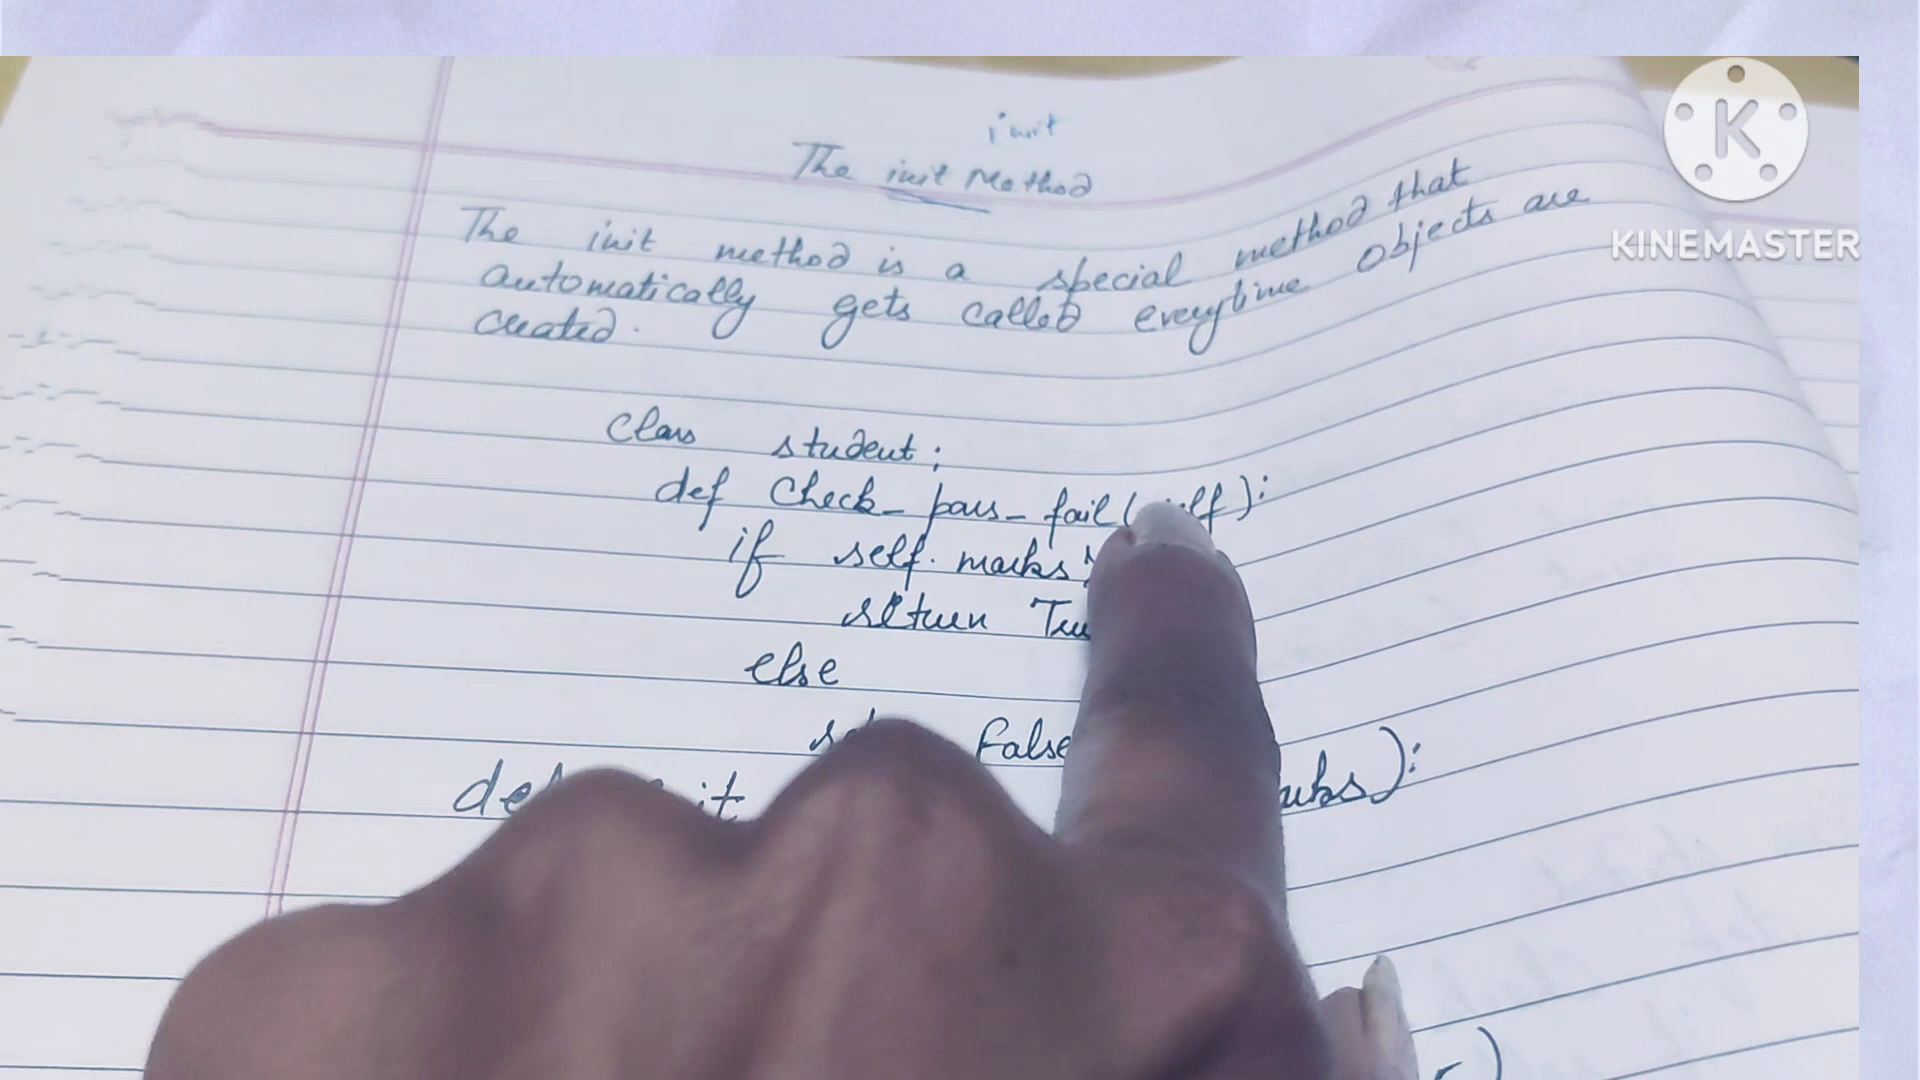 init
The init Method
The init method is a special method that
automatically gets called everytime objects are
created.
class student;
def check_pass_fail(self):
if self.marks
return
else
False
def
KINEMASTER